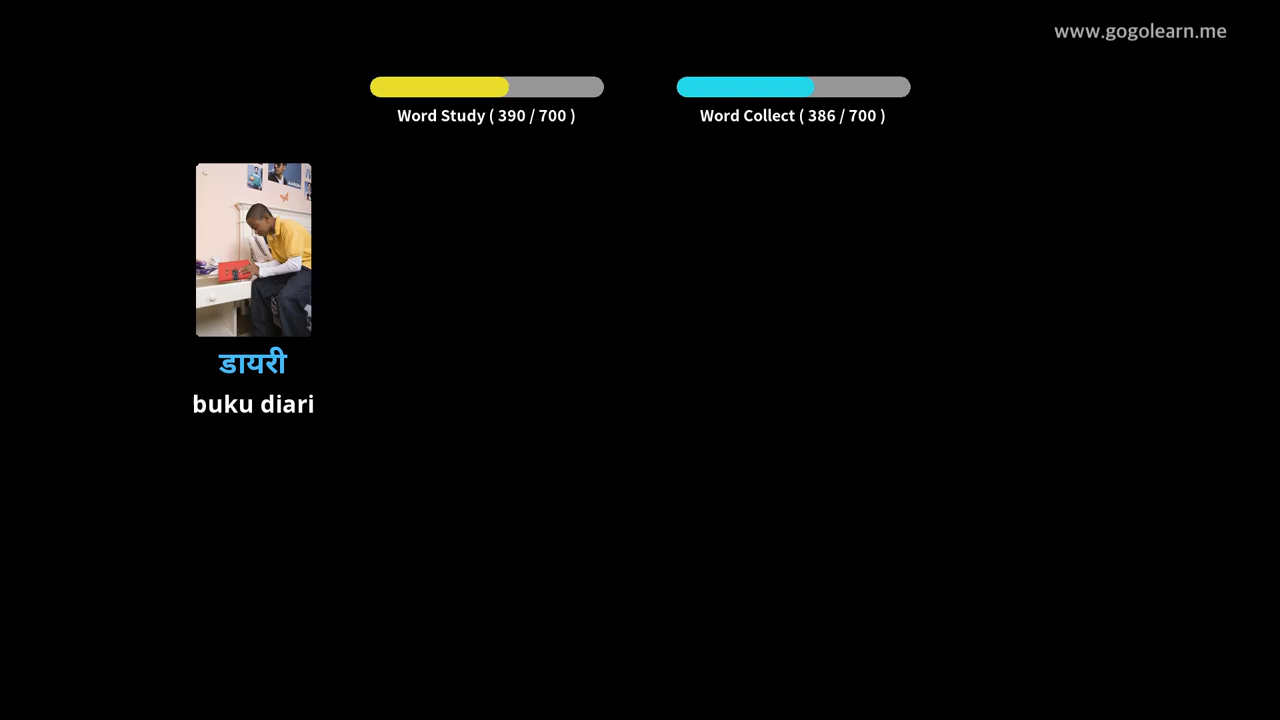 www.gogolearn.me
Word Study ( 390 / 700 )
Word Collect ( 386 / 700 )
डायरी
buku diari